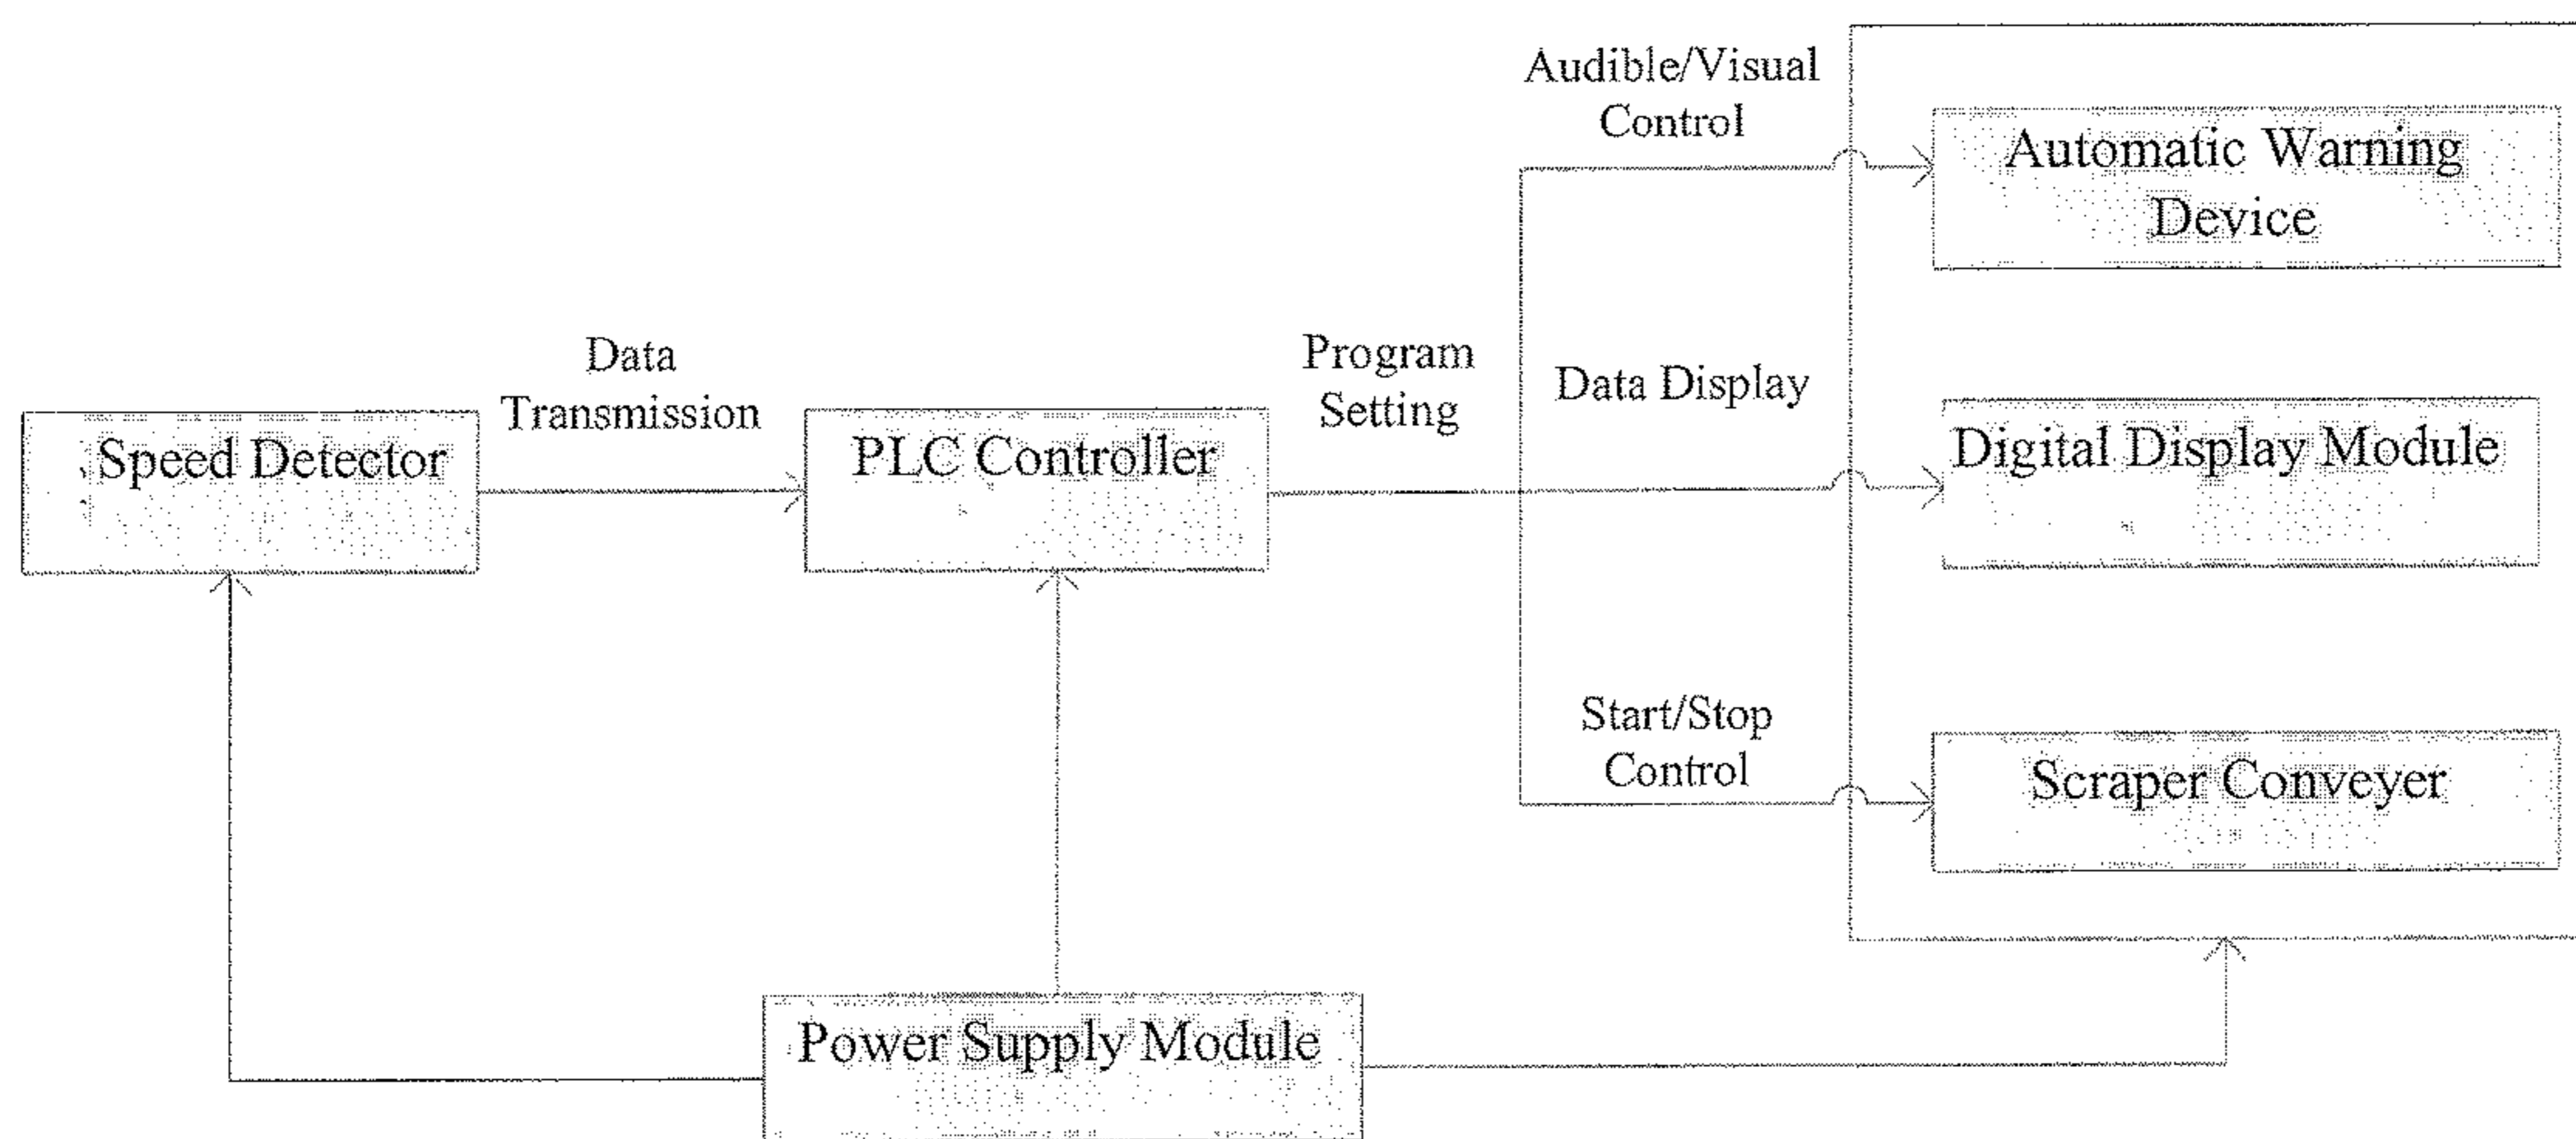 Audible/Visual
Control
Automatic Warning
Device
Data
Transmission
Program
Setting
Data Display
Speed Detector
PLC Controller
Digital Display Module
Start/Stop
Control
Scraper Conveyer
Power Supply Module